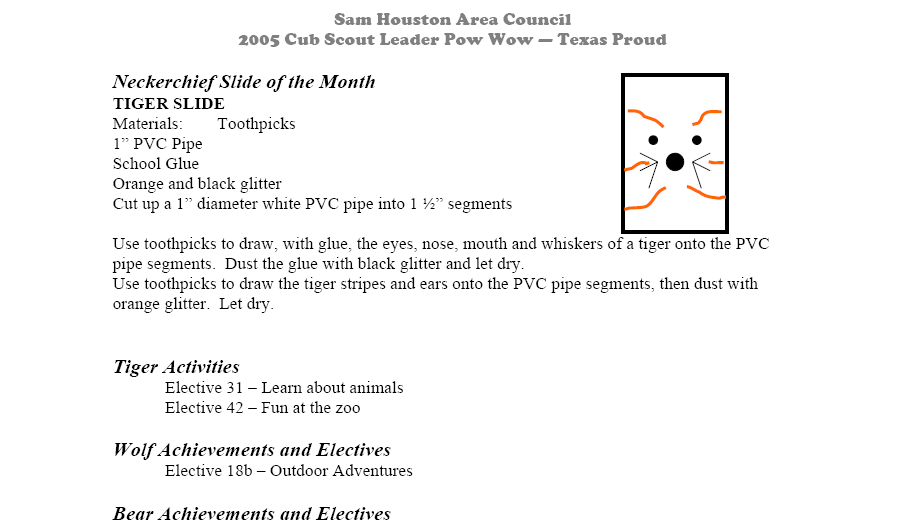 Sam Houston Area Council
2005 Cub Scout Leader Pow Wow — Texas Proud
Neckerchief Slide of the Month
TIGER SLIDE
Materials: Toothpicks
1” PVC Pipe
School Glue
Orange and black glitter
Cut up a 1” diameter white PVC pipe into 1 ½” segments
Use toothpicks to draw, with glue, the eyes, nose, mouth and whiskers of a tiger onto the PVC
pipe segments.  Dust the glue with black glitter and let dry.
Use toothpicks to draw the tiger stripes and ears onto the PVC pipe segments, then dust with
orange glitter.  Let dry.
Tiger Activities
Elective 31 – Learn about animals
Elective 42 – Fun at the zoo
Wolf Achievements and Electives
Elective 18b – Outdoor Adventures
Bear Achievements and Electives